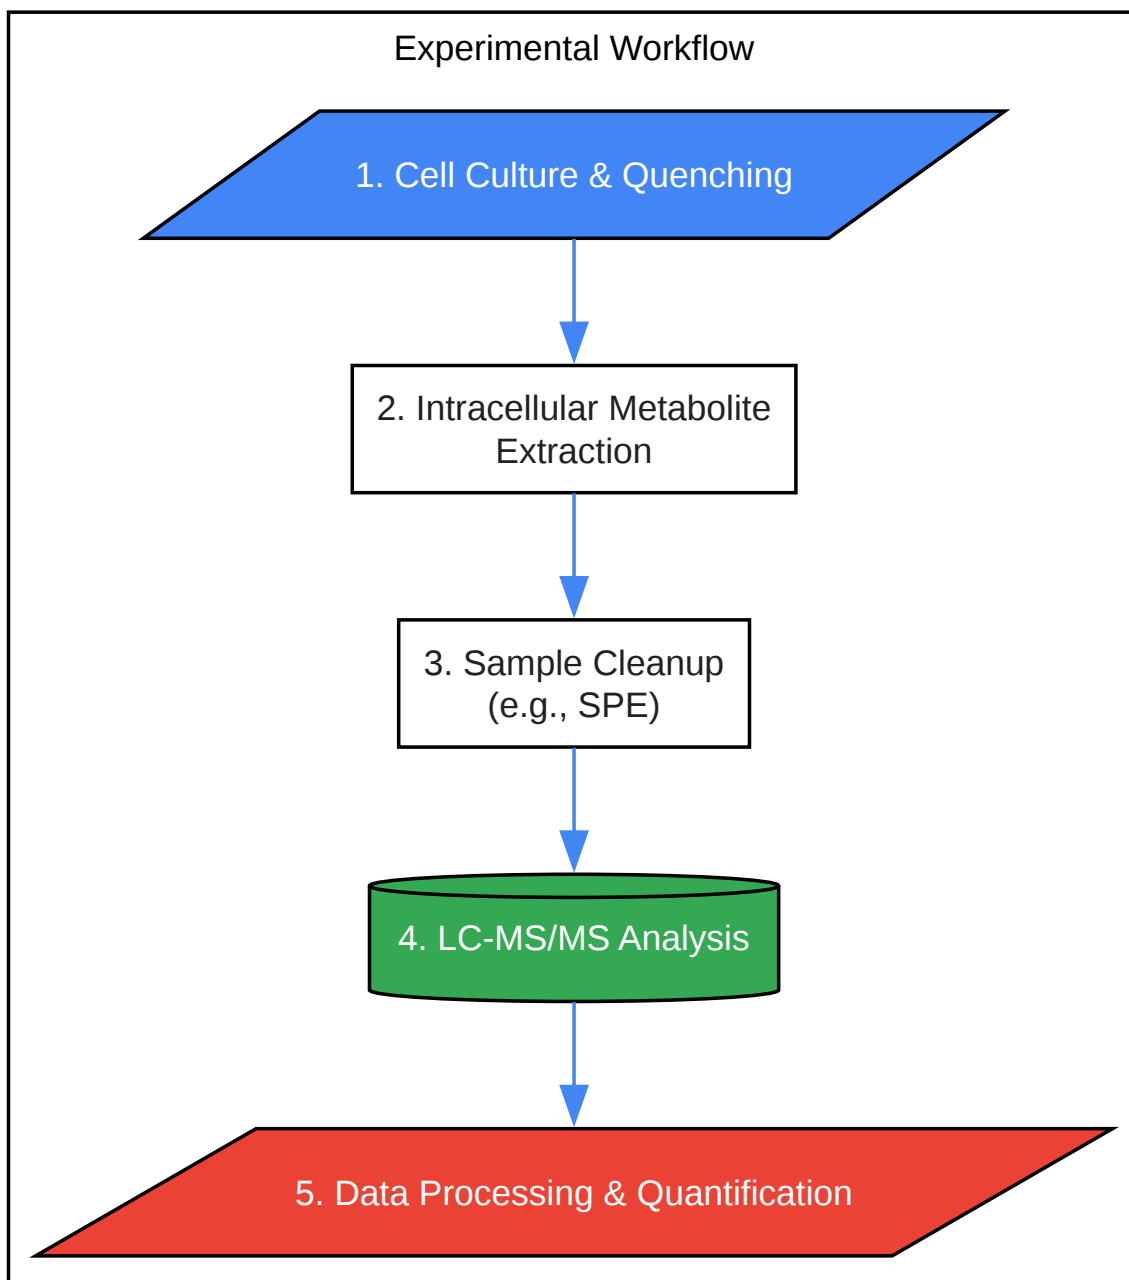 Experimental Workflow
1. Cell Culture & Quenching
2. Intracellular Metabolite
Extraction
3. Sample Cleanup
(e.g., SPE)
4. LC-MS/MS Analysis
5. Data Processing & Quantification